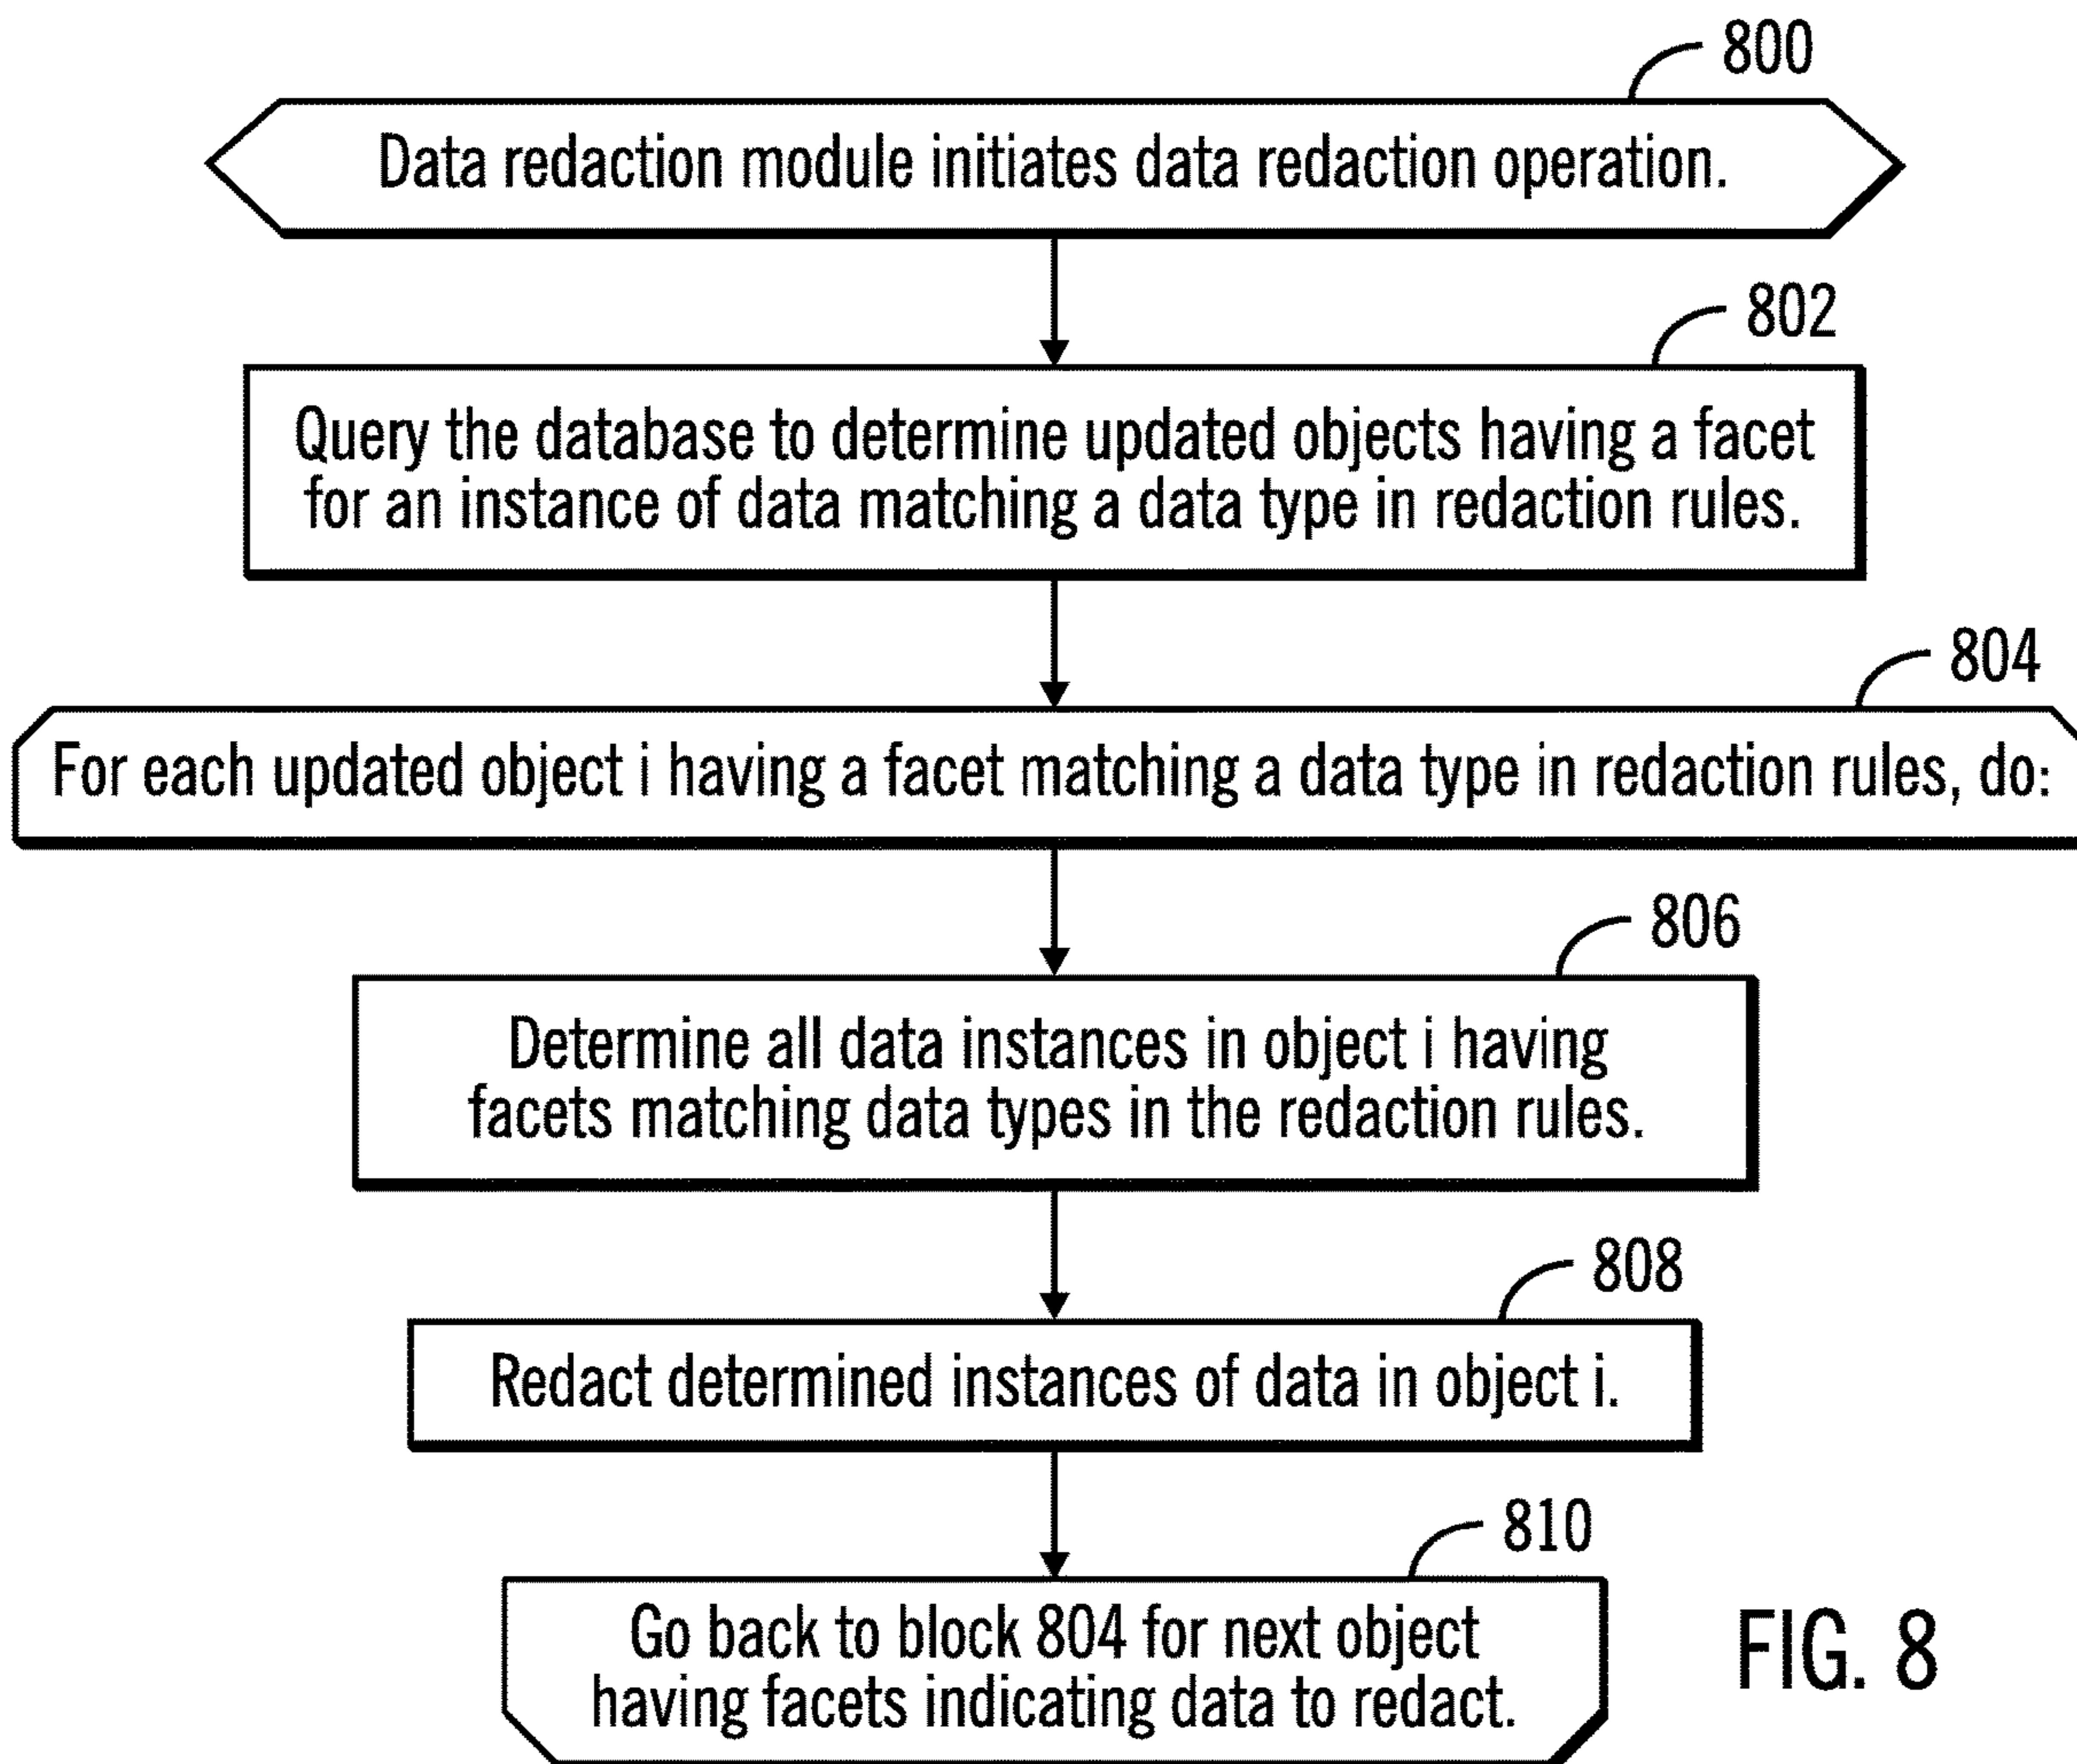 800
Data redaction module initiates data redaction operation.
802
Query the database to determine updated objects having a facet
for an instance of data matching a data type in redaction rules.
804
For each updated object i having a facet matching a data type in redaction rules, do:
806
Determine all data instances in object i having
facets matching data types in the redaction rules.
808
Redact determined instances of data in object i.
810
Go back to block 804 for next object
having facets indicating data to redact.
FIG. 8